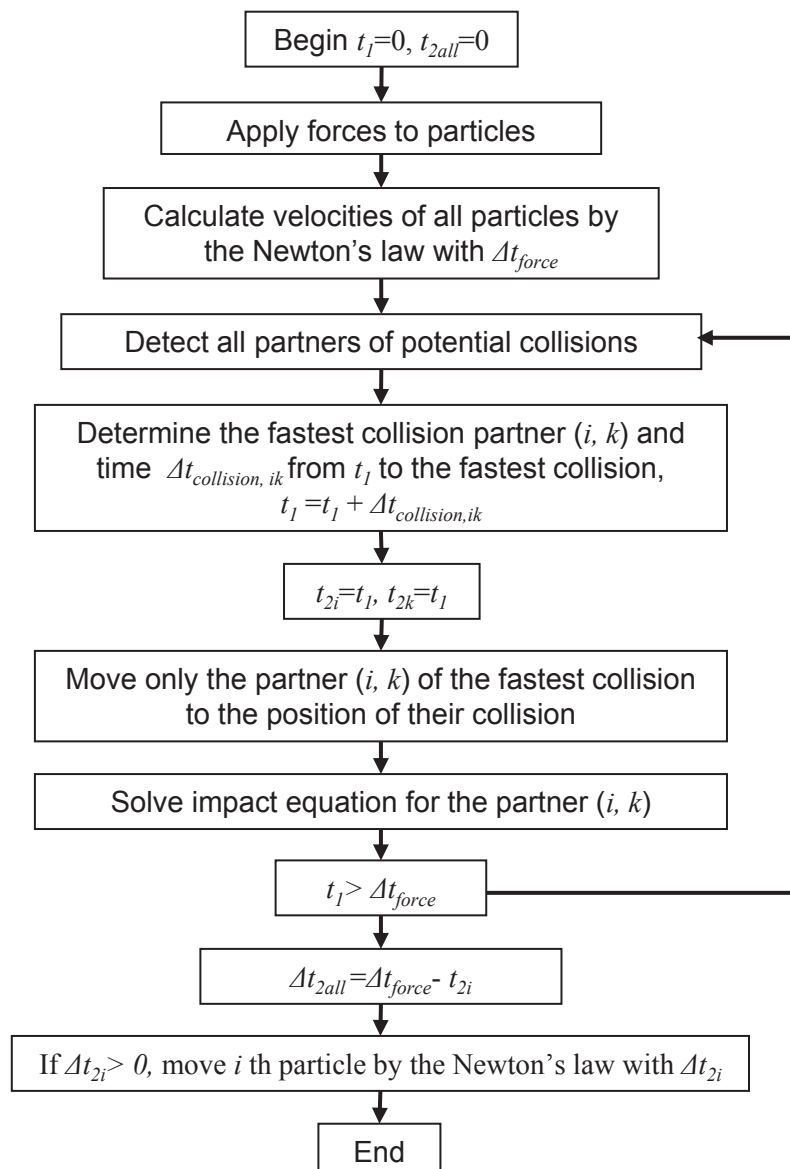 Begin t1=0, t2all=0
Apply forces to particles
Calculate velocities of all particles by
the Newton’s law with Δtforce
Detect all partners of potential collisions
Determine the fastest collision partner (i, k) and
time Δtcollision, ik from t1 to the fastest collision,
t1 =t1 + Δtcollision,ik
t2i=t1, t2k=t1
Move only the partner (i, k) of the fastest collision
to the position of their collision
Solve impact equation for the partner (i, k)
t1> Δtforce
Δt2all=Δtforce- t2i
If Δt2i> 0, move i th particle by the Newton’s law with Δt2i
End